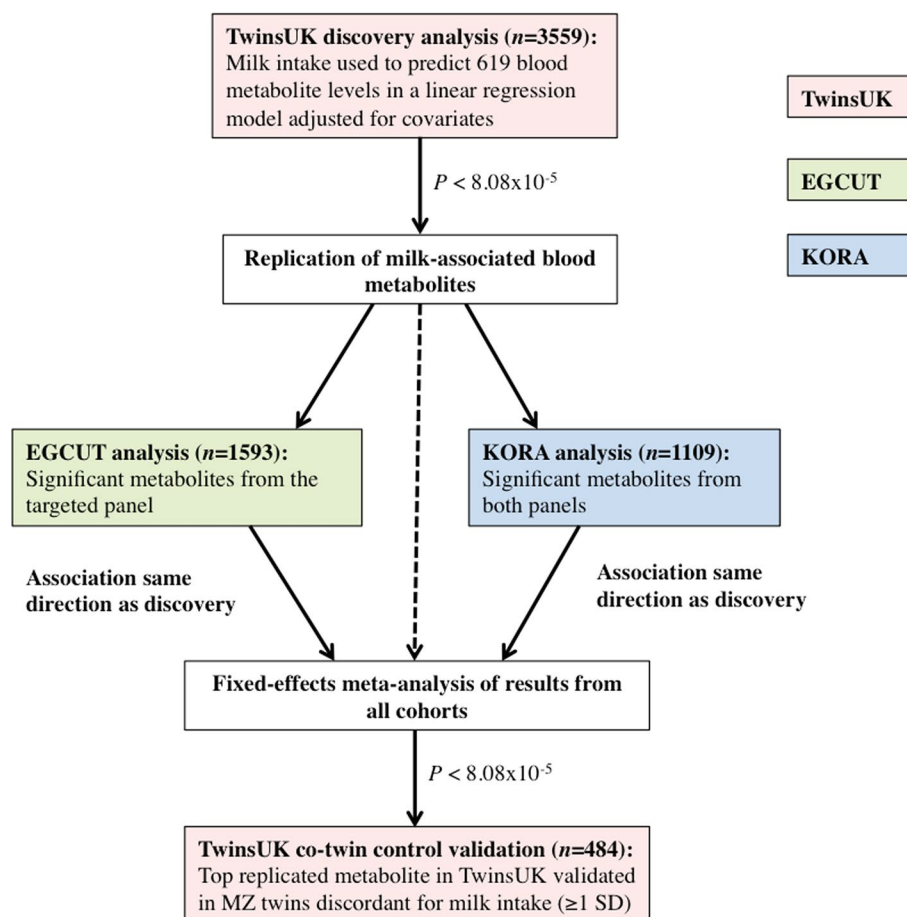 TwinsUK discovery analysis (n=3559):
Milk intake used to predict 619 blood
metabolite levels in a linear regression
model adjusted for covariates
TwinsUK
P < 8.08x10⁻⁵
EGCUT
KORA
Replication of milk-associated blood
metabolites
EGCUT analysis (n=1593):
Significant metabolites from the
targeted panel
KORA analysis (n=1109):
Significant metabolites from
both panels
Association same
direction as discovery
Association same
direction as discovery
Fixed-effects meta-analysis of results from
all cohorts
P < 8.08x10⁻⁵
TwinsUK co-twin control validation (n=484):
Top replicated metabolite in TwinsUK validated
in MZ twins discordant for milk intake (≥1 SD)